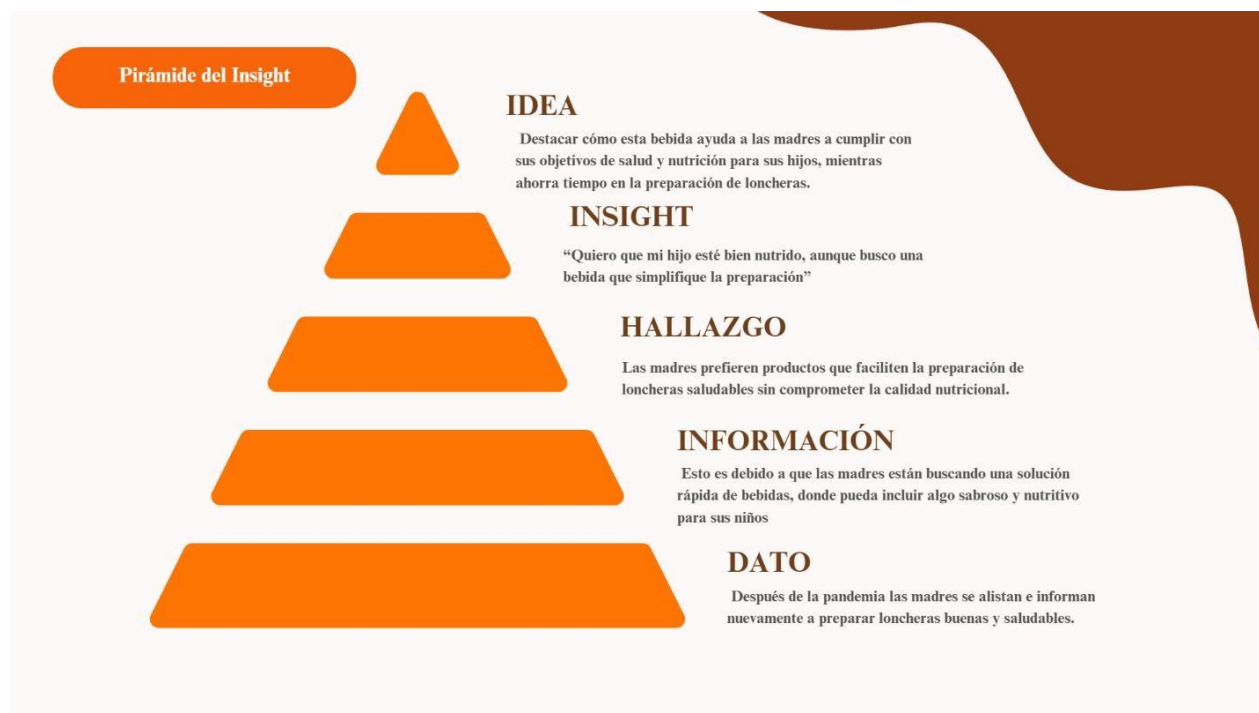 Pirámide del Insight
IDEA
Destacar cómo esta bebida ayuda a las madres a cumplir con
sus objetivos de salud y nutrición para sus hijos, mientras
ahorra tiempo en la preparación de loncheras.
INSIGHT
“Quiero que mi hijo esté bien nutrido, aunque busco una
bebida que simplifique la preparación”
HALLAZGO
Las madres prefieren productos que faciliten la preparación de
loncheras saludables sin comprometer la calidad nutricional.
INFORMACIÓN
Esto es debido a que las madres están buscando una solución
rápida de bebidas, donde pueda incluir algo sabroso y nutritivo
para sus niños
DATO
Después de la pandemia las madres se alistan e informan
nuevamente a preparar loncheras buenas y saludables.